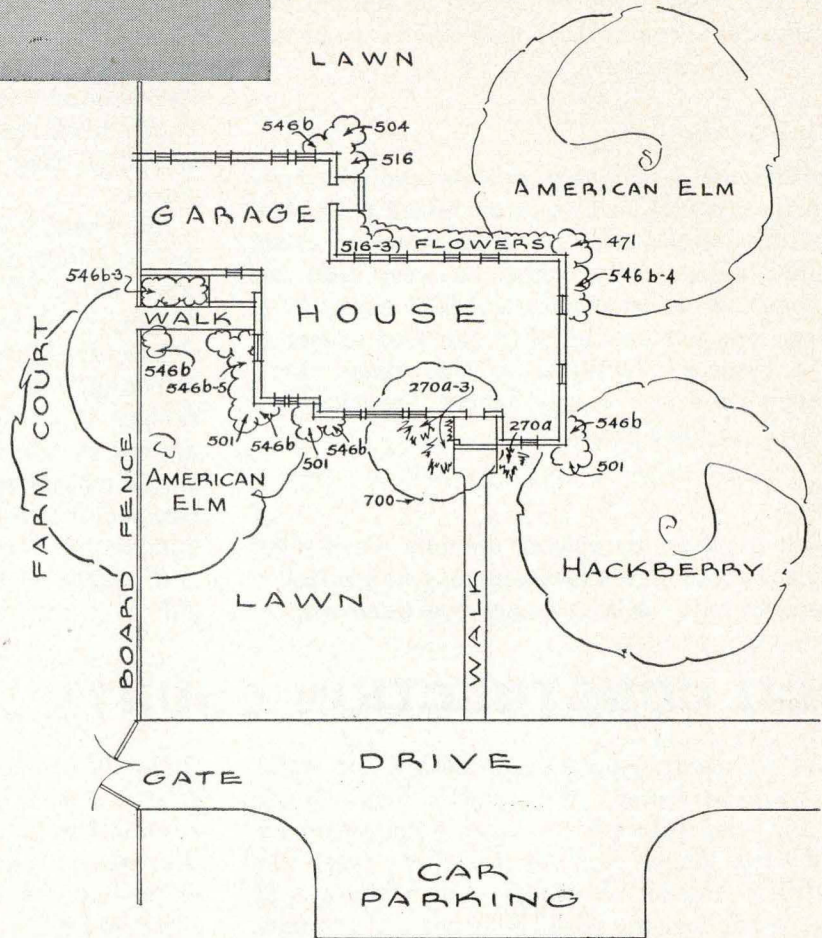 LAWN
546b
504
516
AMERICAN ELM
GARAGE
516-3
FLOWERS
471
546b-3
546b-4
WALK
HOUSE
546b
546b-5
270a-3
270a
546b
501
546b
501
546b
501
FARM COURT
BOARD FENCE
AMERICAN
ELM
700
HACKBERRY
LAWN
WALK
DRIVE
GATE
CAR
PARKING